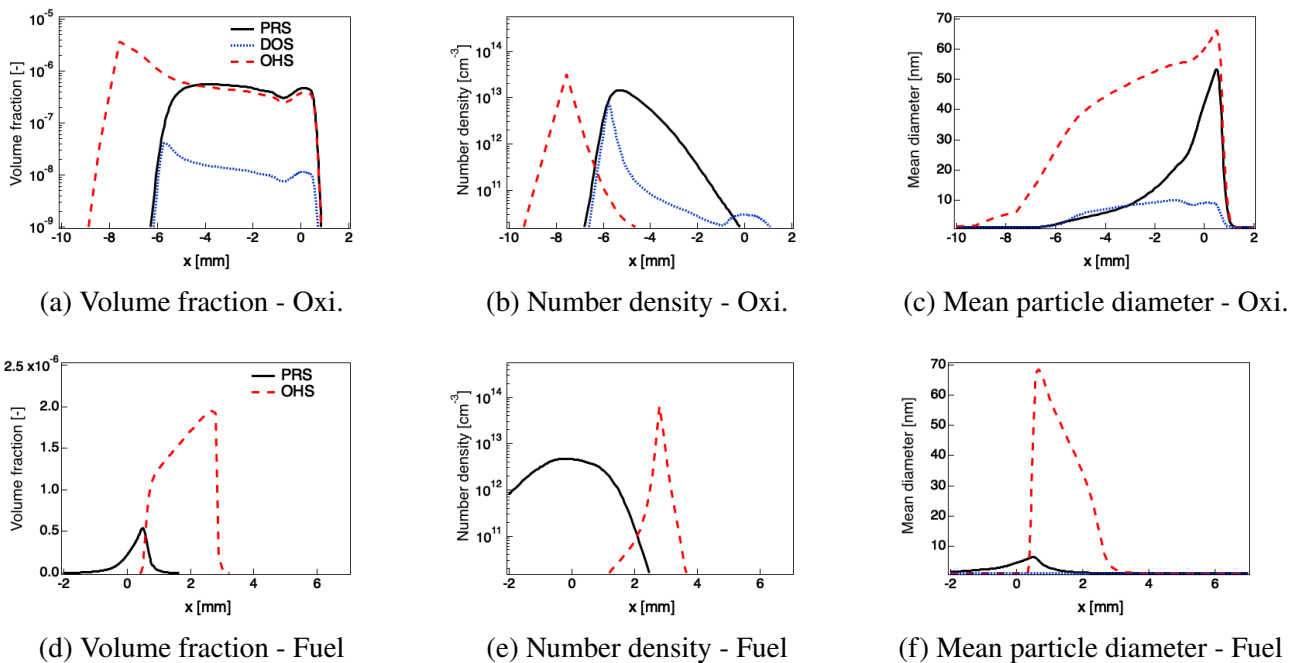 10⁻⁵
10⁻⁶
10⁻⁷
10⁻⁸
10⁻⁹
Volume fraction [-]
PRS
DOS
OHS
-10 -8 -6 -4 -2 0 2
x [mm]
(a) Volume fraction - Oxi.
10¹⁴
10¹³
10¹²
10¹¹
Number density [cm⁻³]
-10 -8 -6 -4 -2 0 2
x [mm]
(b) Number density - Oxi.
70
60
50
40
30
20
10
Mean diameter [nm]
-10 -8 -6 -4 -2 0 2
x [mm]
(c) Mean particle diameter - Oxi.
2.5 x10⁻⁶
2.0
1.5
1.0
0.5
0.0
Volume fraction [-]
PRS
OHS
-2 0 2 4 6
x [mm]
(d) Volume fraction - Fuel
10¹⁴
10¹³
10¹²
10¹¹
Number density [cm⁻³]
-2 0 2 4 6
x [mm]
(e) Number density - Fuel
70
60
50
40
30
20
10
Mean diameter [nm]
-2 0 2 4 6
x [mm]
(f) Mean particle diameter - Fuel